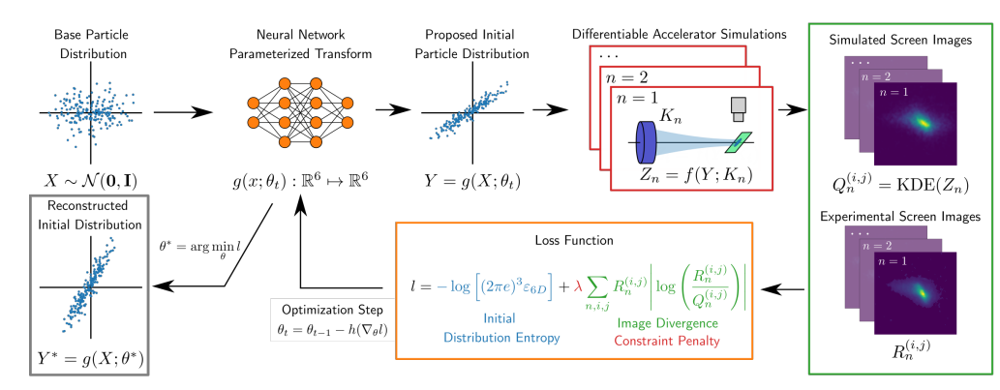 Base Particle
Distribution
X ∼ 𝒩(0, I)
Neural Network
Parameterized Transform
g(x; θ_t) : ℝ^6 ↦ ℝ^6
Proposed Initial
Particle Distribution
Y = g(X; θ_t)
Differentiable Accelerator Simulations
. . .
n = 2
n = 1
K_n
Z_n = f(Y; K_n)
Simulated Screen Images
. . .
n = 2
n = 1
Q_n^{(i,j)} = KDE(Z_n)
Experimental Screen Images
. . .
n = 2
n = 1
R_n^{(i,j)}
Loss Function
l = − log [(2πe)^3 ε_{6D}] + λ ∑_{n,i,j} R_n^{(i,j)} | log ( R_n^{(i,j)} / Q_n^{(i,j)} ) |
Initial
Distribution Entropy
Image Divergence
Constraint Penalty
Optimization Step
θ_t = θ_{t−1} − h(∇_θ l)
θ* = arg min_θ l
Reconstructed
Initial Distribution
Y* = g(X; θ*)